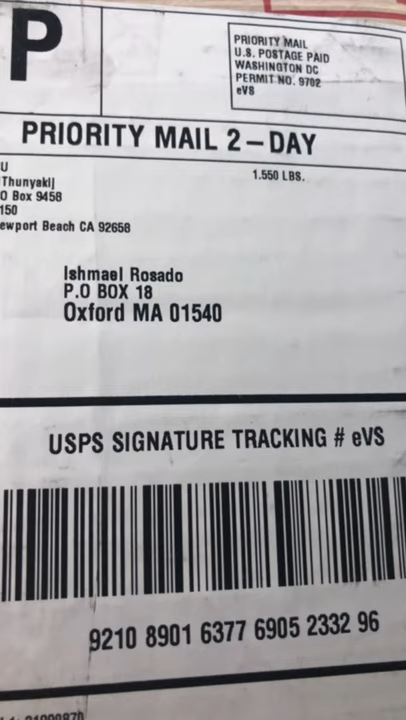 P
PRIORITY MAIL
U.S. POSTAGE PAID
WASHINGTON DC
PERMIT NO. 9702
eVS
PRIORITY MAIL 2-DAY
U
Thunyakij
O Box 9458
150
ewport Beach CA 92658
1.550 LBS.
Ishmael Rosado
P.O BOX 18
Oxford MA 01540
USPS SIGNATURE TRACKING # eVS
9210 8901 6377 6905 2332 96